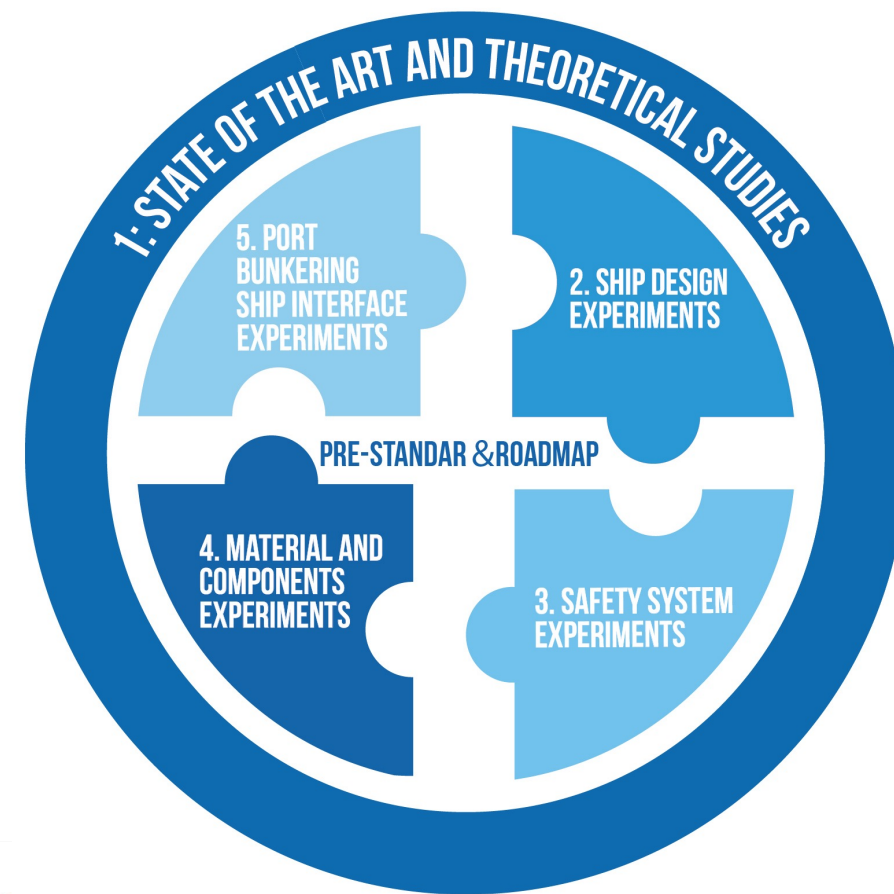 1: STATE OF THE ART AND THEORETICAL STUDIES
5. PORT
BUNKERING
SHIP INTERFACE
EXPERIMENTS
2. SHIP DESIGN
EXPERIMENTS
PRE-STANDAR &ROADMAP
4. MATERIAL AND
COMPONENTS
EXPERIMENTS
3. SAFETY SYSTEM
EXPERIMENTS